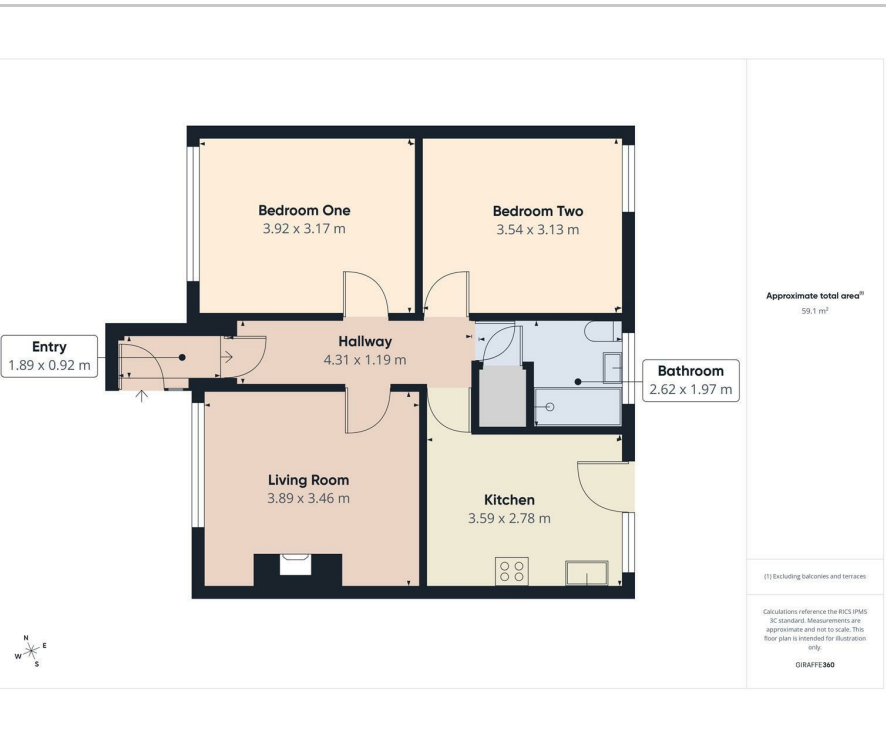 Bedroom One
3.92 x 3.17 m
Bedroom Two
3.54 x 3.13 m
Entry
1.89 x 0.92 m
Hallway
4.31 x 1.19 m
Bathroom
2.62 x 1.97 m
Living Room
3.89 x 3.46 m
Kitchen
3.59 x 2.78 m
N
E
W
S
Approximate total area(1)
59.1 m²
(1) Excluding balconies and terraces
Calculations reference the RICS IPMS
3C standard. Measurements are
approximate and not to scale. This
floor plan is intended for illustration
only.
GIRAFFE360